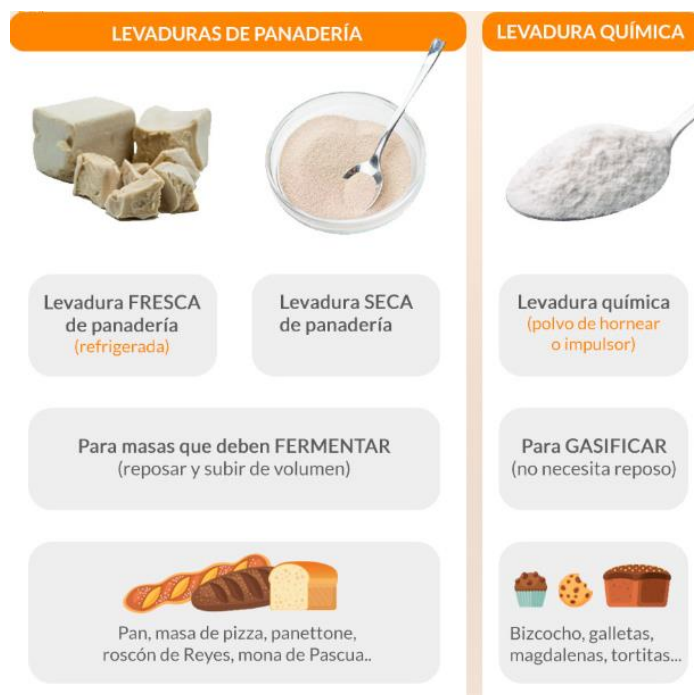 LEVADURAS DE PANADERÍA
LEVADURA QUÍMICA
Levadura FRESCA
de panadería
(refrigerada)
Levadura SECA
de panadería
Levadura química
(polvo de hornear
o impulsor)
Para masas que deben FERMENTAR
(reposar y subir de volumen)
Para GASIFICAR
(no necesita reposo)
Pan, masa de pizza, panettone,
roscón de Reyes, mona de Pascua..
Bizcocho, galletas,
magdalenas, tortitas...